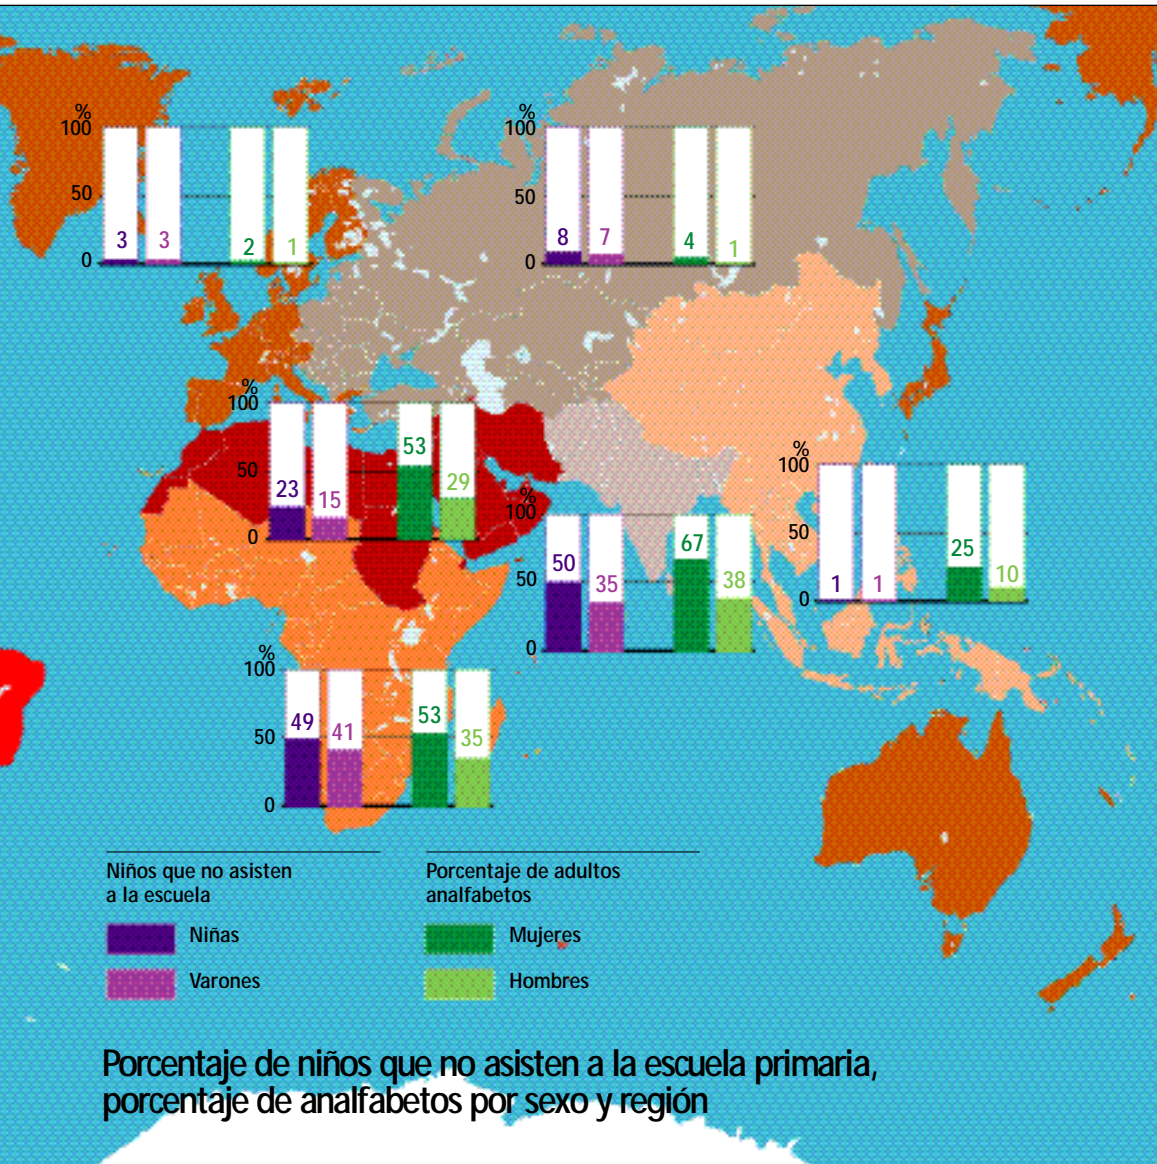 %
100
50
0
3 3 2 1
%
100
50
0
8 7 4 1
%
100
50
0
23 15 53 29
%
100
50
0
50 35 67 38
%
100
50
0
1 1 25 10
%
100
50
0
49 41 53 35
Niños que no asisten
a la escuela
Niñas
Varones
Porcentaje de adultos
analfabetos
Mujeres
Hombres
Porcentaje de niños que no asisten a la escuela primaria,
porcentaje de analfabetos por sexo y región